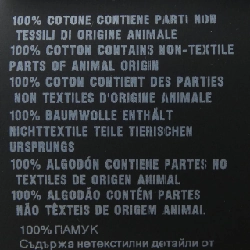 100% COTONE CONTIENE PARTI NON
TESSILI DI ORIGINE ANIMALE
100% COTTON CONTAINS NON-TEXTILE
PARTS OF ANIMAL ORIGIN
100% COTON CONTIENT DES PARTIES
NON TEXTILES D'ORIGINE ANIMALE
100% BAUMWOLLE ENTHÄLT
NICHTTEXTILE TEILE TIERISCHEN
URSPRUNGS
100% ALGODÓN CONTIENE PARTES NO
TEXTILES DE ORIGEN ANIMAL
100% ALGODÃO CONTÉM PARTES
NÃO TÊXTEIS DE ORIGEM ANIMAL
100% ПАМУК
Съдържа нетекстилни детайли от